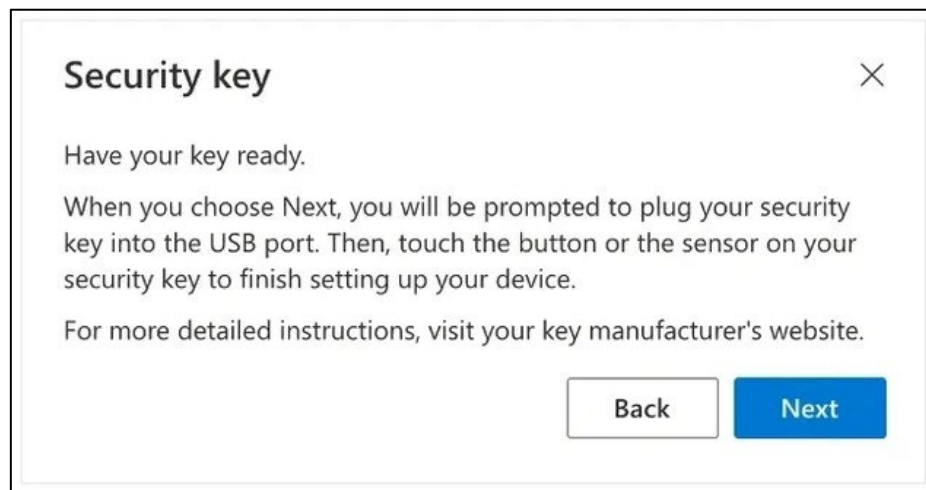 Security key
Have your key ready.
When you choose Next, you will be prompted to plug your security
key into the USB port. Then, touch the button or the sensor on your
security key to finish setting up your device.
For more detailed instructions, visit your key manufacturer's website.
Back
Next